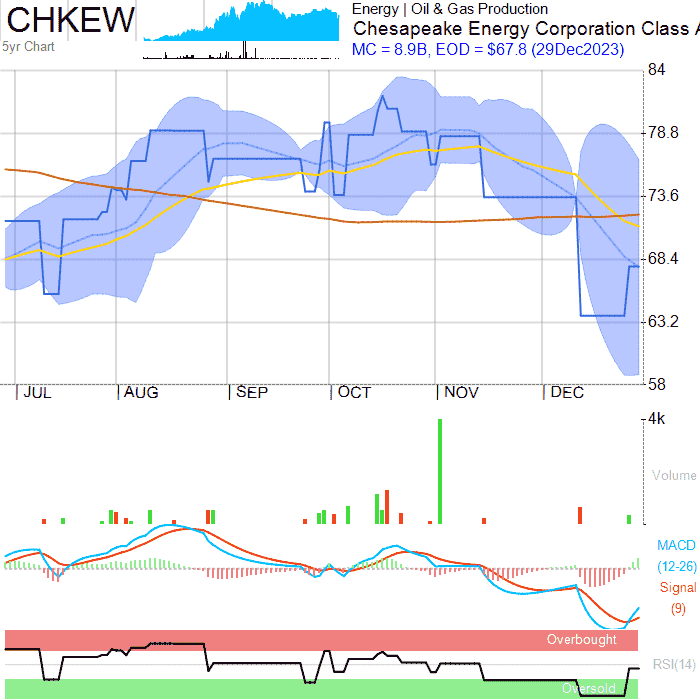 CHKEW
5yr Chart
Energy | Oil & Gas Production
Chesapeake Energy Corporation Class A
MC = 8.9B, EOD = $67.8 (29Dec2023)
84
78.8
73.6
68.4
63.2
58
JUL AUG SEP OCT NOV DEC
4k
Volume
MACD
(12-26)
Signal
(9)
Overbought
RSI(14)
Oversold